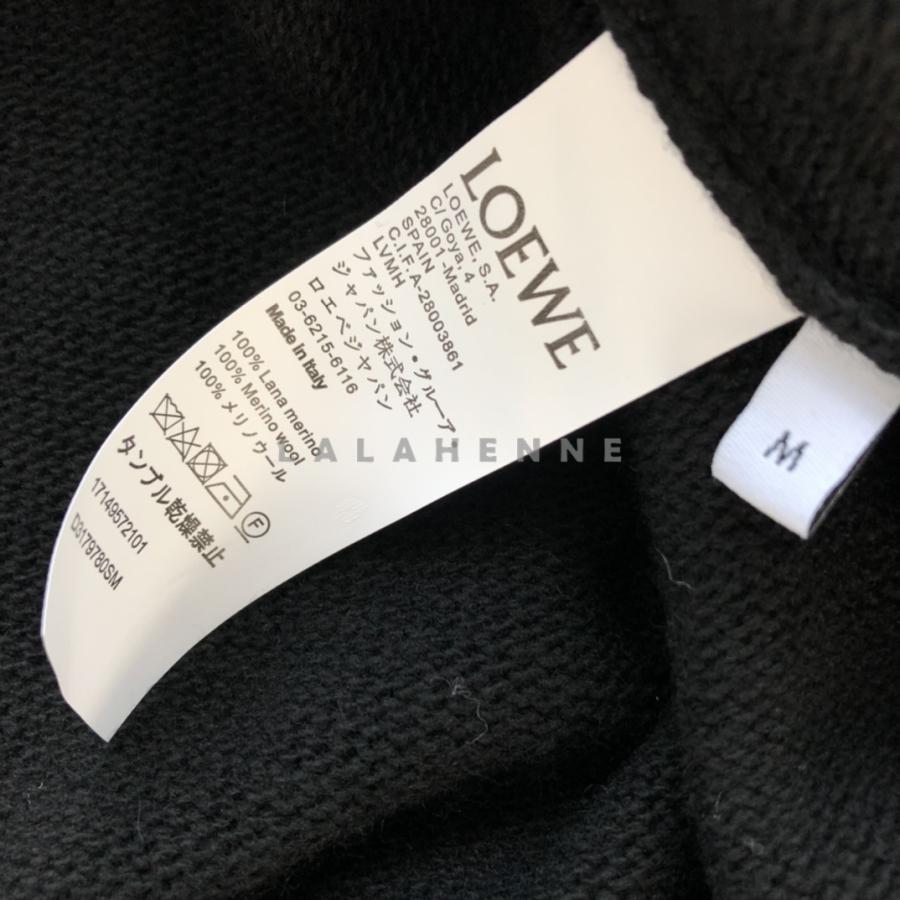 LOEWE
LOEWE, S.A.
C/ Goya, 4
28001 -Madrid
SPAIN
C.I.F.A-28003861
LVMH
ファッション・グループ
ジャパン株式会社
ロエベジャパン
03-6215-6116
Made in Italy
100% Lana merino
100% Merino wool
100% メリノウール
F
タンブル乾燥禁止
17149572101
D3179780SM
M
LALAHENNE